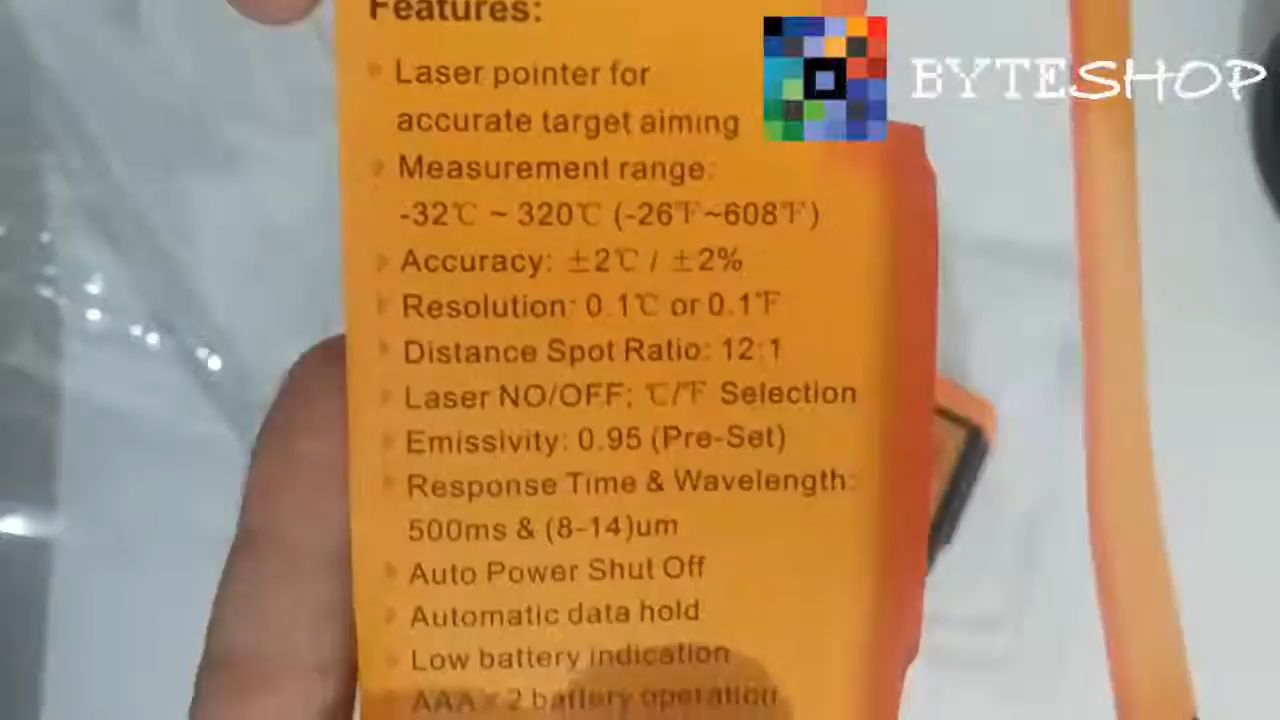 Features:
BYTESHOP
Laser pointer for
accurate target aiming
Measurement range:
-32℃ ~ 320℃ (-26℉~608℉)
Accuracy: ±2℃ / ±2%
Resolution: 0.1℃ or 0.1℉
Distance Spot Ratio: 12:1
Laser NO/OFF; ℃/℉ Selection
Emissivity: 0.95 (Pre-Set)
Response Time & Wavelength:
500ms & (8-14)um
Auto Power Shut Off
Automatic data hold
Low battery indication
AAA × 2 battery operation